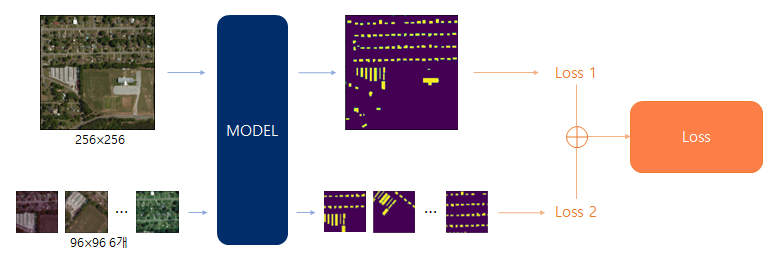 256×256
MODEL
Loss 1
Loss
...
...
Loss 2
96×96 6개